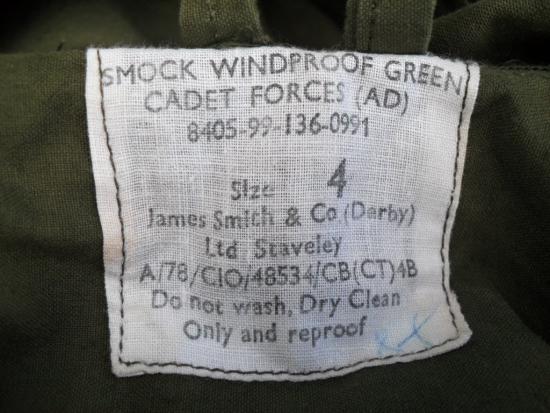 SMOCK WINDPROOF GREEN
CADET FORCES (AD)
8405-99-136-0991
Size 4
James Smith & Co (Derby)
Ltd Staveley
A/78/CIO/48534/CB(CT)4B
Do not wash, Dry Clean
Only and reproof